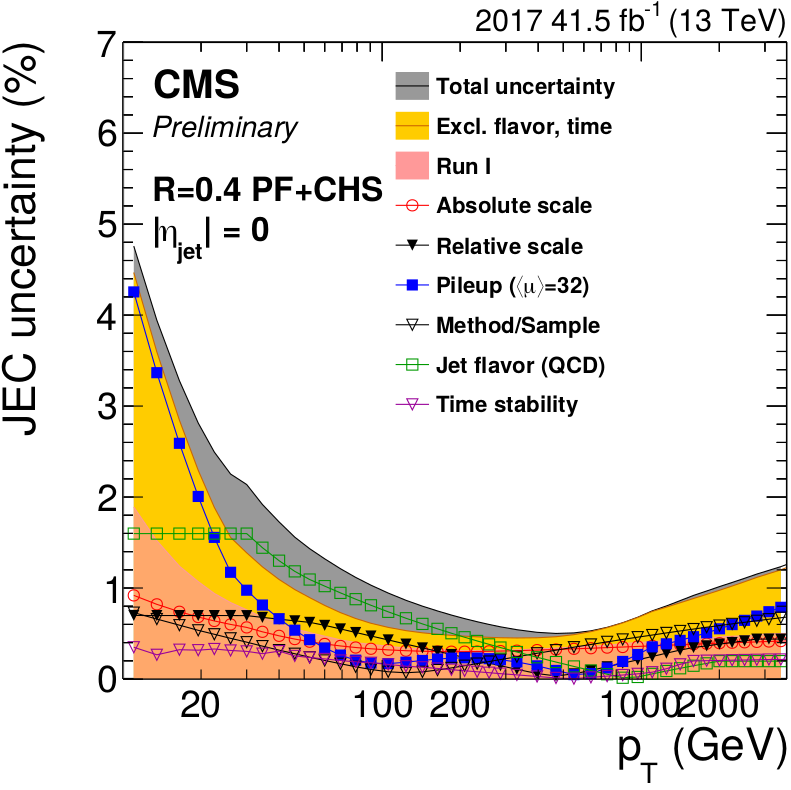 2017 41.5 fb⁻¹ (13 TeV)
JEC uncertainty (%)
7
6
5
4
3
2
1
0
CMS
Preliminary
R=0.4 PF+CHS
|η_jet| = 0
Total uncertainty
Excl. flavor, time
Run I
Absolute scale
Relative scale
Pileup (⟨μ⟩=32)
Method/Sample
Jet flavor (QCD)
Time stability
20 100 200 1000 2000
p_T (GeV)